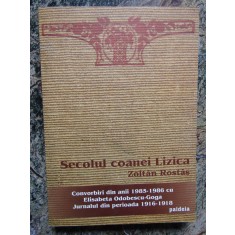 Secolul coanei Lizica
Zoltán Rostás
Convorbiri din anii 1985-1986 cu
Elisabeta Odobescu-Goga
Jurnalul din perioada 1916-1918
paideia